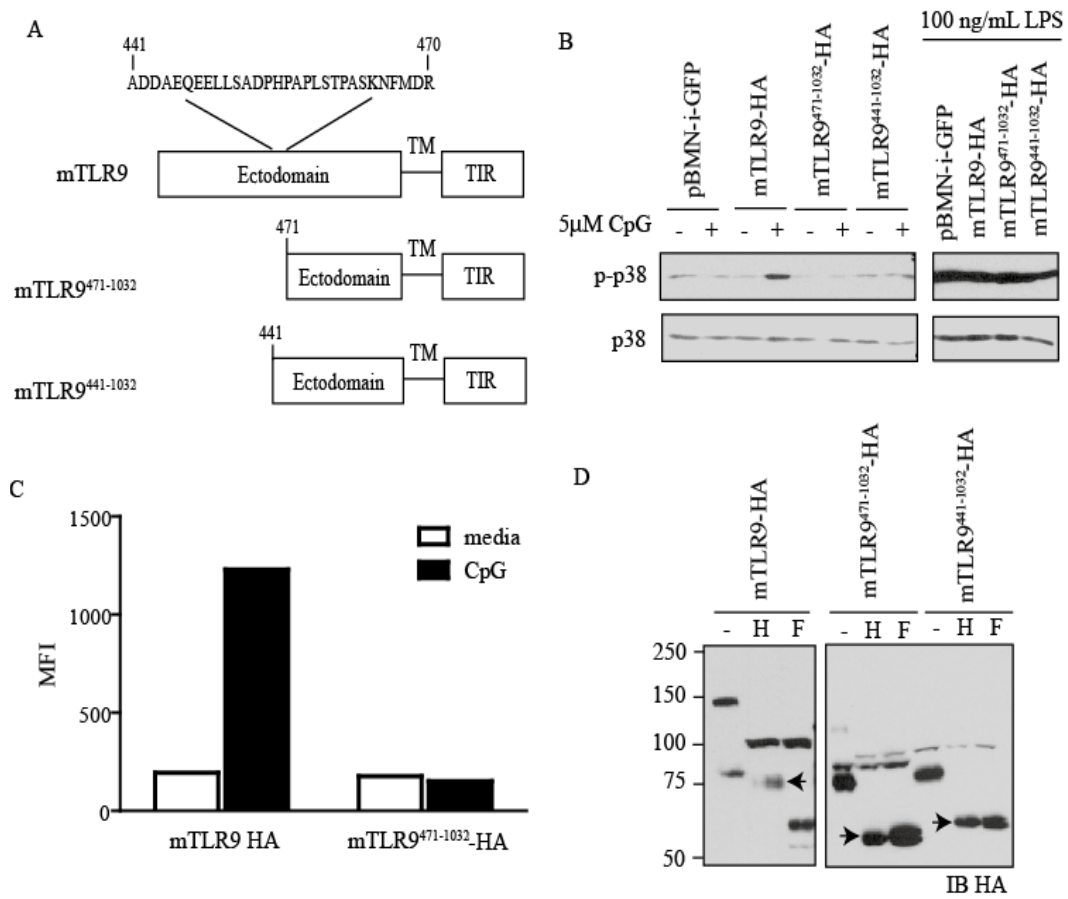 A
441 470
ADDAEQEELLSADPHPAPLSTPASKNFMDR
mTLR9
Ectodomain
TM
TIR
471
mTLR9471-1032
Ectodomain
TM
TIR
441
mTLR9441-1032
Ectodomain
TM
TIR
B
100 ng/mL LPS
pBMN-i-GFP
mTLR9-HA
mTLR9471-1032-HA
mTLR9441-1032-HA
pBMN-i-GFP
mTLR9-HA
mTLR9471-1032-HA
mTLR9441-1032-HA
5μM CpG - + - + - + - +
p-p38
p38
C
MFI
1500
1000
500
0
media
CpG
mTLR9 HA
mTLR9471-1032-HA
D
mTLR9-HA
mTLR9471-1032-HA
mTLR9441-1032-HA
- H F - H F - H F
250
150
100
75
50
IB HA